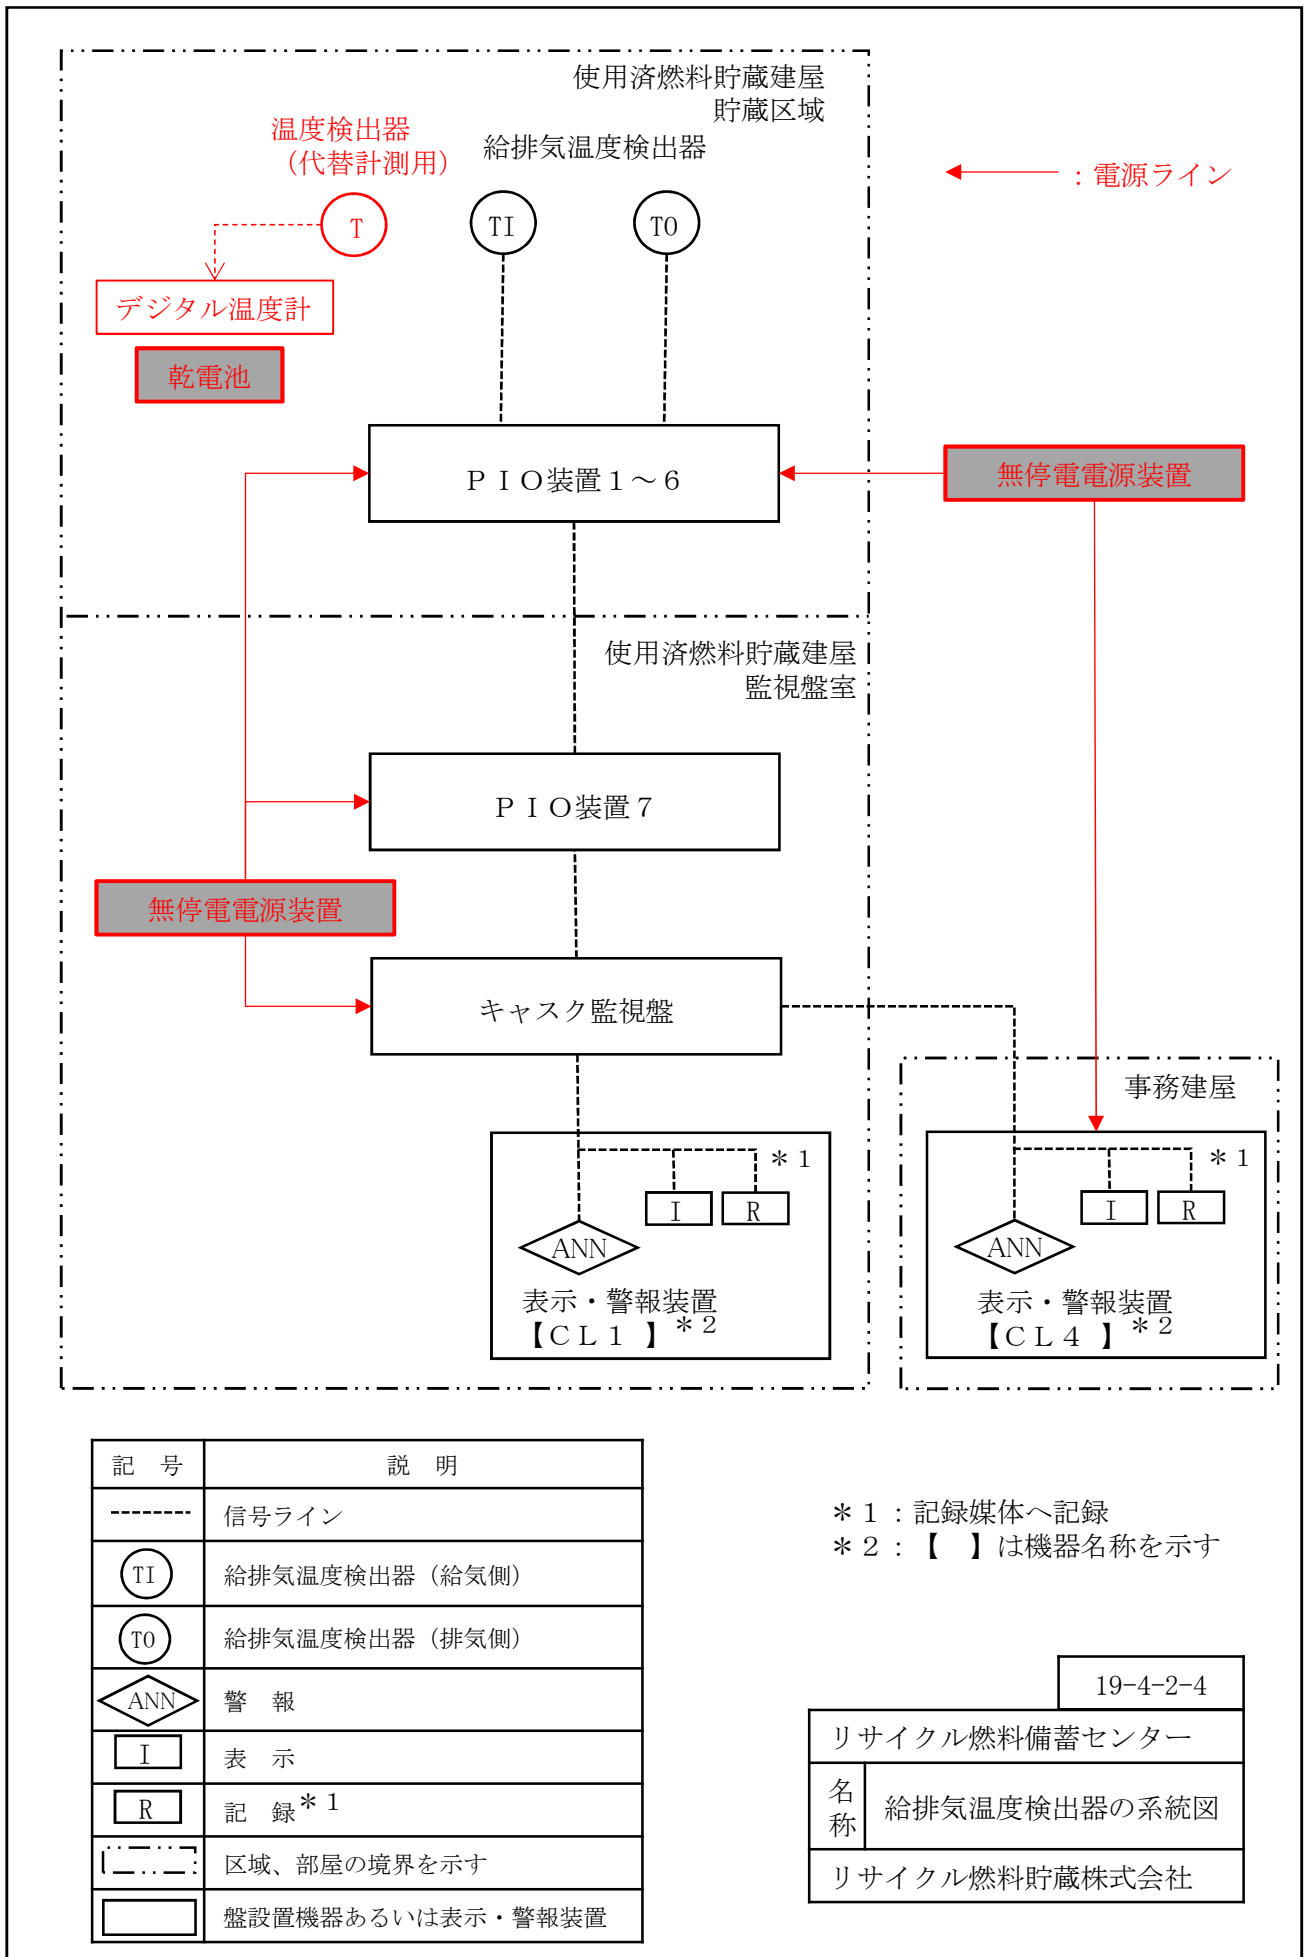 使用済燃料貯蔵建屋
貯蔵区域
温度検出器
（代替計測用）
給排気温度検出器
：電源ライン
T
TI
TO
デジタル温度計
乾電池
ＰＩＯ装置１～６
無停電電源装置
使用済燃料貯蔵建屋
監視盤室
ＰＩＯ装置７
無停電電源装置
キャスク監視盤
事務建屋
＊１
I
R
ANN
表示・警報装置
【ＣＬ１】＊２
＊１
I
R
ANN
表示・警報装置
【ＣＬ４】＊２
記　号　説　明
信号ライン
TI　給排気温度検出器（給気側）
TO　給排気温度検出器（排気側）
ANN　警　報
I　表　示
R　記　録＊１
区域、部屋の境界を示す
盤設置機器あるいは表示・警報装置
＊１：記録媒体へ記録
＊２：【　】は機器名称を示す
19-4-2-4
リサイクル燃料備蓄センター
名称　給排気温度検出器の系統図
リサイクル燃料貯蔵株式会社